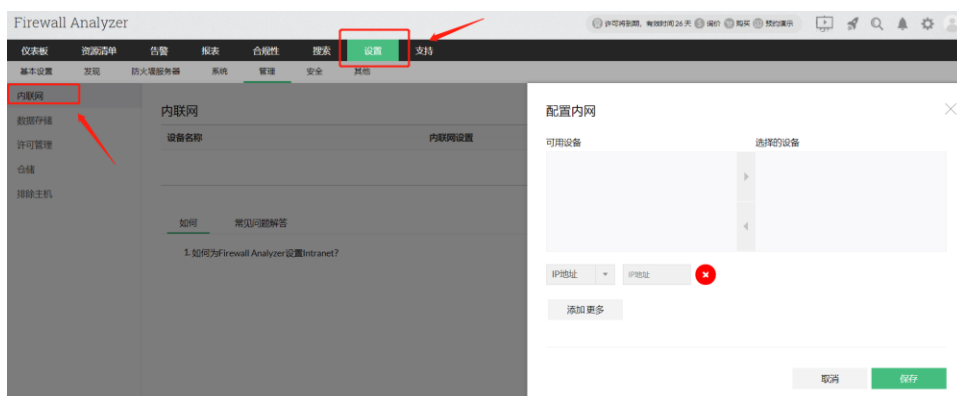 Firewall Analyzer
许可将到期，有效时间26天 询价 购买 预约演示
仪表板 资源清单 告警 报表 合规性 搜索 设置 支持
基本设置 发现 防火墙服务器 系统 管理 安全 其他
内联网
数据存储
许可管理
仓储
排除主机
内联网
设备名称 内联网设置
如何 常见问题解答
1. 如何为Firewall Analyzer设置Intranet?
配置内网
可用设备 选择的设备
IP地址 IP地址
添加更多
取消 保存